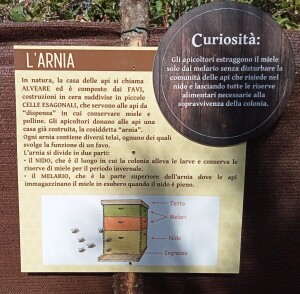 L'ARNIA
In natura, la casa delle api si chiama
ALVEARE ed è composto dai FAVI,
costruzioni in cera suddivise in piccole
CELLE ESAGONALI, che servono alle api da
"dispensa" in cui conservare miele e
polline. Gli apicoltori donano alle api una
casa già costruita, la cosiddetta "arnia".
Ogni arnia contiene diversi telai, ognuno dei quali
svolge la funzione di un favo.
L'arnia si divide in due parti:
• il NIDO, che è il luogo in cui la colonia alleva le larve e conserva le
riserve di miele per il periodo invernale.
• il MELARIO, che è la parte superiore dell'arnia dove le api
immagazzinano il miele in esubero quando il nido è pieno.
Tetto
Melari
Nido
Ingresso
Curiosità:
Gli apicoltori estraggono il miele
solo dal melario senza disturbare la
comunità delle api che risiede nel
nido e lasciando tutte le riserve
alimentari necessarie alla
sopravvivenza della colonia.